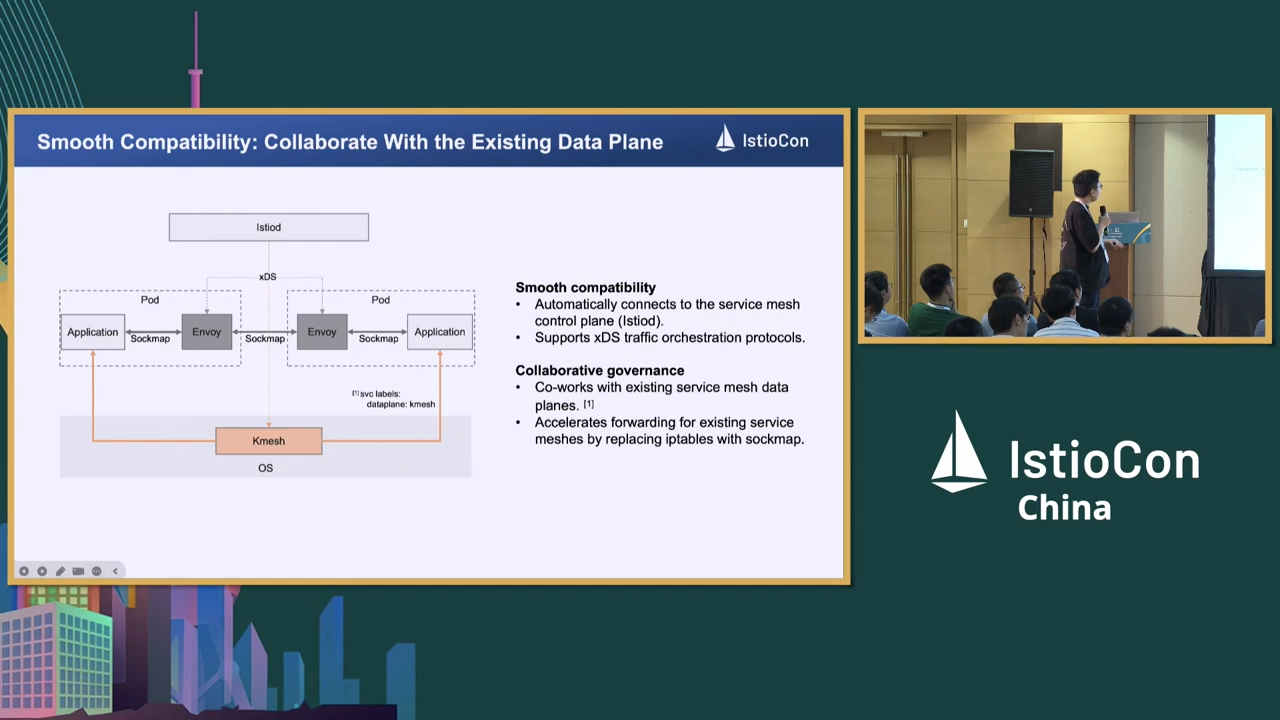 Smooth Compatibility: Collaborate With the Existing Data Plane
IstioCon
Istiod
xDS
Pod
Pod
Application
Envoy
Envoy
Application
Sockmap
Sockmap
Sockmap
[1] svc labels:
dataplane: kmesh
Kmesh
OS
Smooth compatibility
• Automatically connects to the service mesh
control plane (Istiod).
• Supports xDS traffic orchestration protocols.
Collaborative governance
• Co-works with existing service mesh data
planes. [1]
• Accelerates forwarding for existing service
meshes by replacing iptables with sockmap.
IstioCon
China